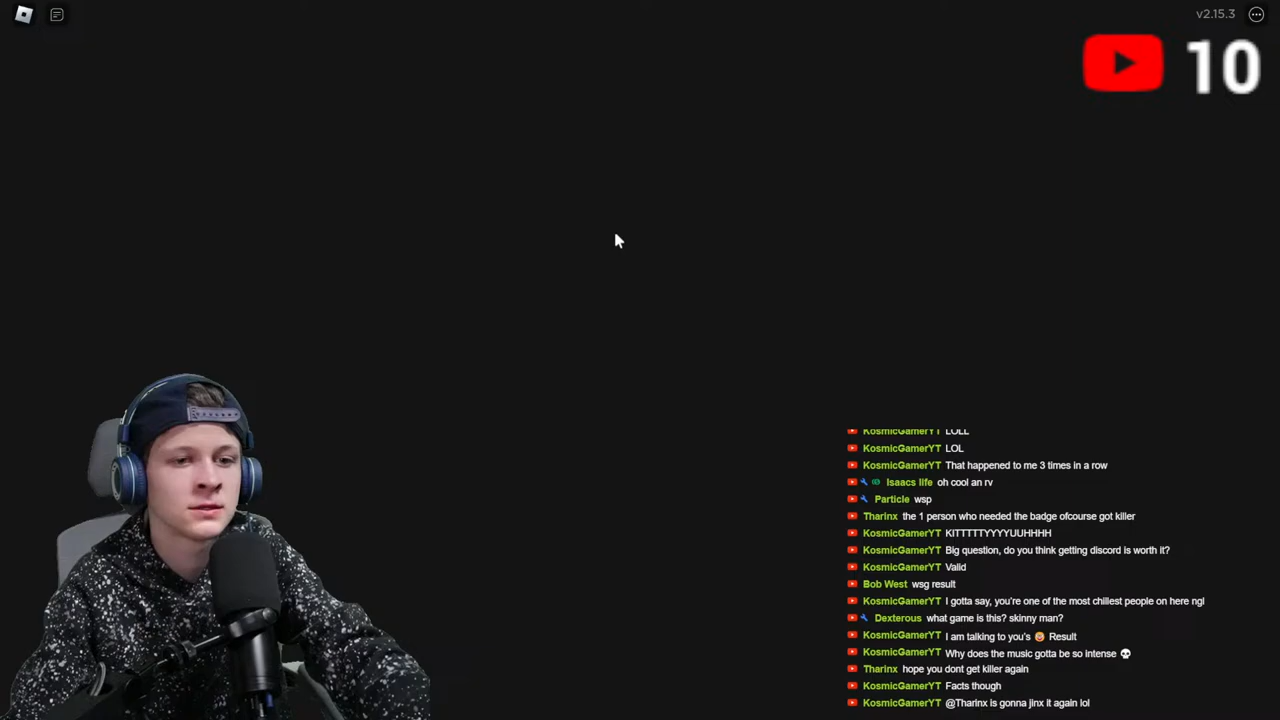 v2.15.3
10
KosmicGamerYT LOLL
KosmicGamerYT LOL
KosmicGamerYT That happened to me 3 times in a row
Isaacs life oh cool an rv
Particle wsp
Tharinx the 1 person who needed the badge ofcourse got killer
KosmicGamerYT KITTTTTYYYYUUHHHH
KosmicGamerYT Big question, do you think getting discord is worth it?
KosmicGamerYT Valid
Bob West wsg result
KosmicGamerYT I gotta say, you're one of the most chillest people on here ngl
Dexterous what game is this? skinny man?
KosmicGamerYT I am talking to you's 🤡 Result
KosmicGamerYT Why does the music gotta be so intense 💀
Tharinx hope you dont get killer again
KosmicGamerYT Facts though
KosmicGamerYT @Tharinx is gonna jinx it again lol